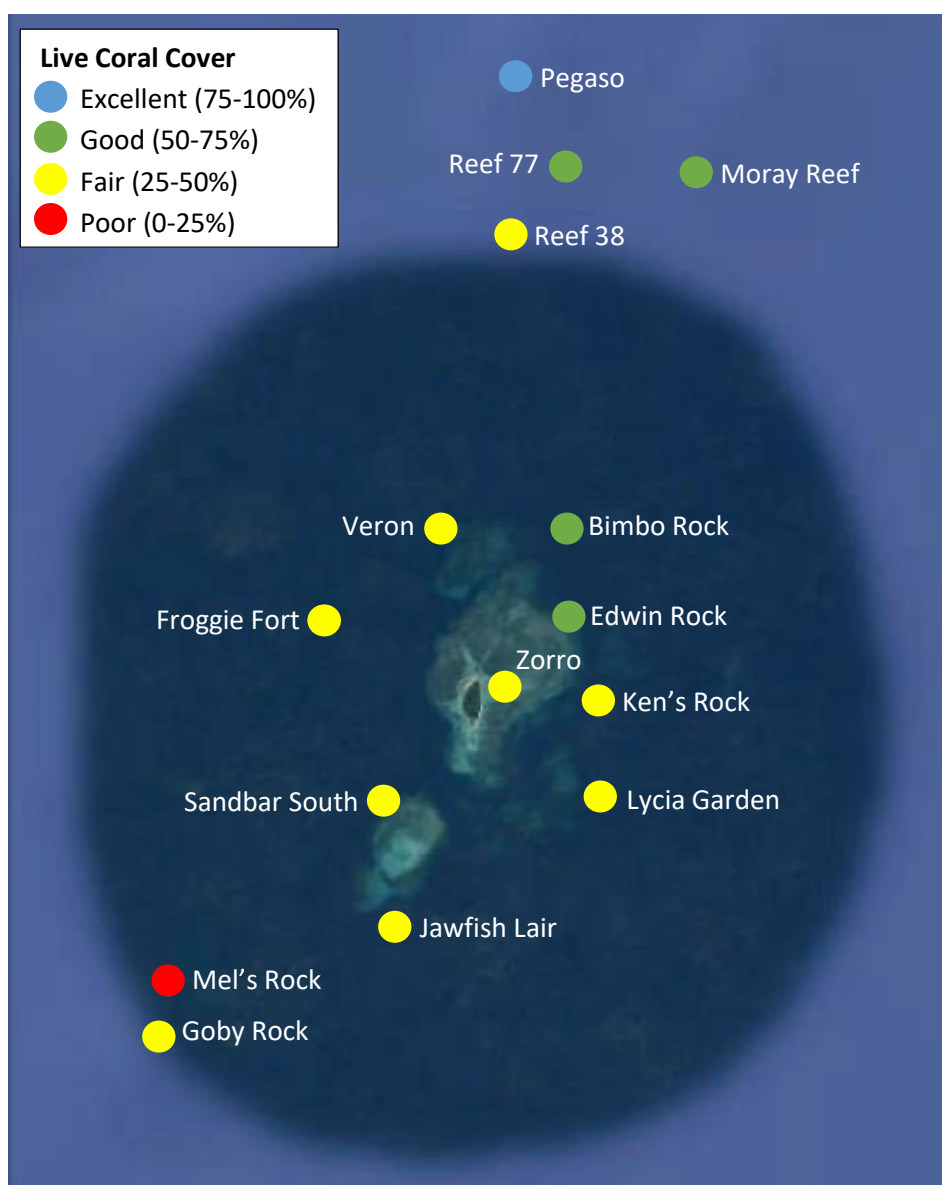 Live Coral Cover
Excellent (75-100%)
Good (50-75%)
Fair (25-50%)
Poor (0-25%)
Pegaso
Reef 77
Moray Reef
Reef 38
Veron
Bimbo Rock
Froggie Fort
Edwin Rock
Zorro
Ken's Rock
Sandbar South
Lycia Garden
Jawfish Lair
Mel's Rock
Goby Rock